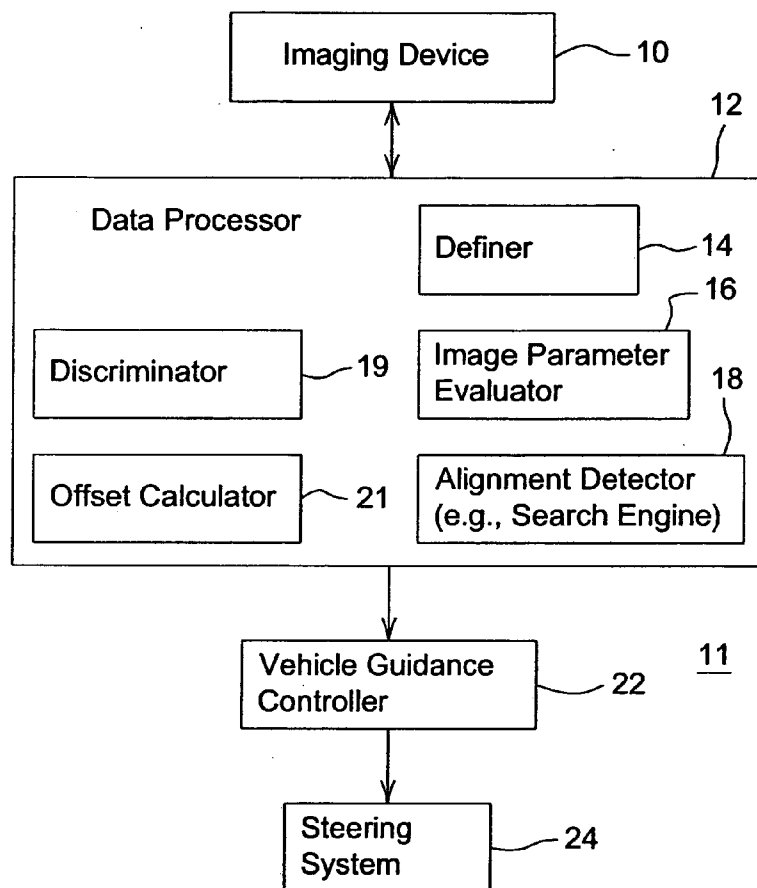 Imaging Device
10
12
Data Processor
Definer
14
16
Discriminator
19
Image Parameter
Evaluator
18
Offset Calculator
21
Alignment Detector
(e.g., Search Engine)
Vehicle Guidance
Controller
22
11
Steering
System
24